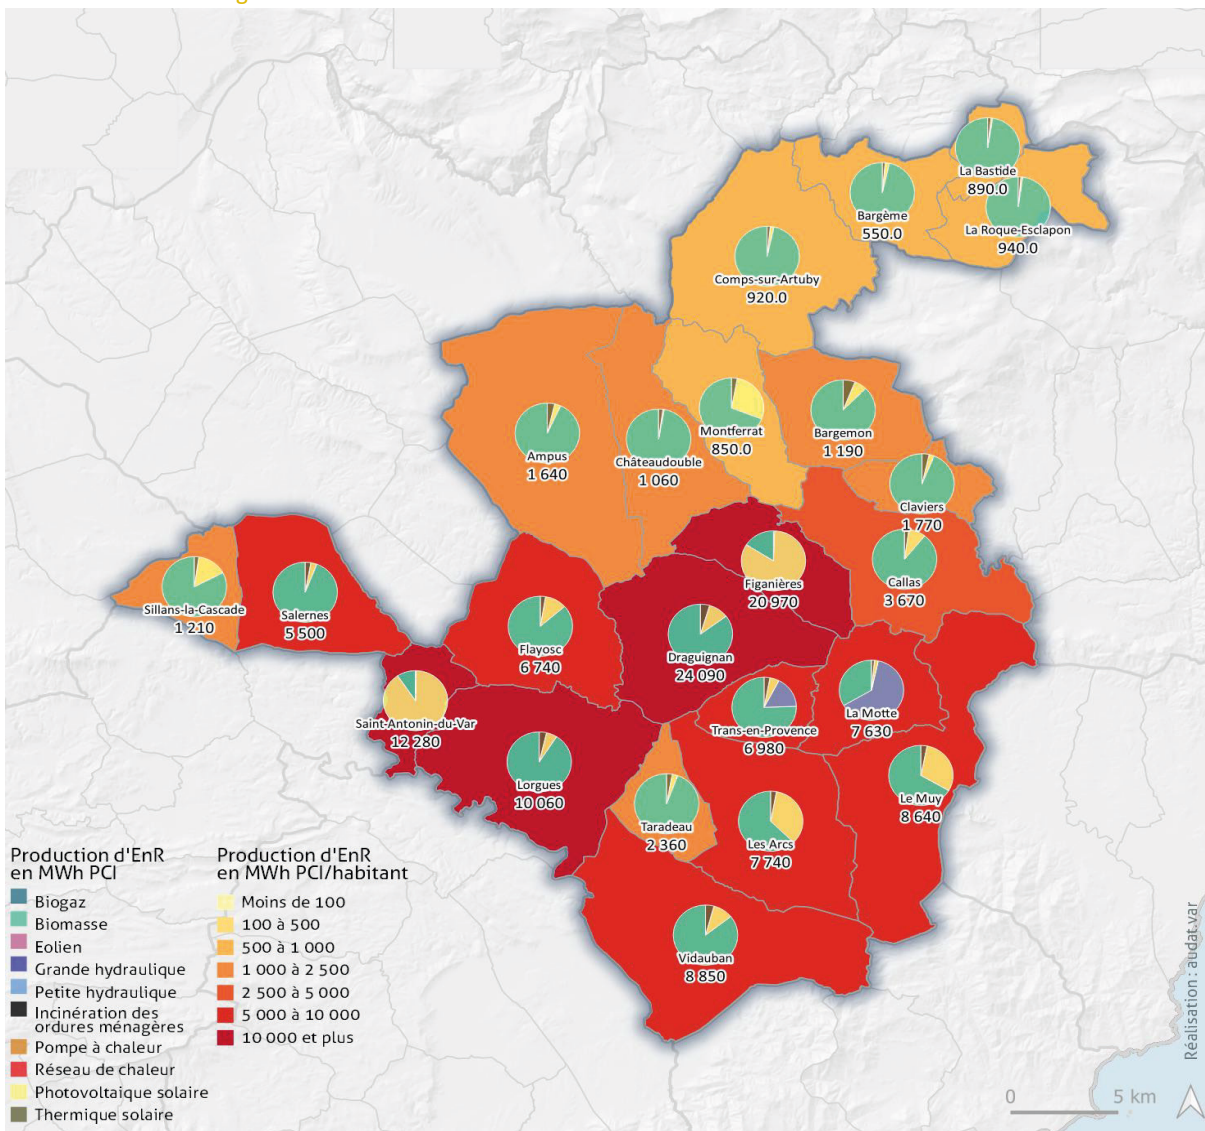 La Bastide
890.0
Bargème
550.0
La Roque-Esclapon
940.0
Comps-sur-Artuby
920.0
Montferrat
850.0
Bargemon
1 190
Ampus
1 640
Châteaudouble
1 060
Claviers
1 770
Figanières
20 970
Callas
3 670
Sillans-la-Cascade
1 210
Salernes
5 500
Flayosc
6 740
Draguignan
24 090
Saint-Antonin-du-Var
12 280
Trans-en-Provence
6 980
La Motte
7 630
Lorgues
10 060
Le Muy
8 640
Taradeau
2 360
Les Arcs
7 740
Vidauban
8 850
Production d'EnR
en MWh PCI
Biogaz
Biomasse
Eolien
Grande hydraulique
Petite hydraulique
Incinération des
ordures ménagères
Pompe à chaleur
Réseau de chaleur
Photovoltaique solaire
Thermique solaire
Production d'EnR
en MWh PCI/habitant
Moins de 100
100 à 500
500 à 1 000
1 000 à 2 500
2 500 à 5 000
5 000 à 10 000
10 000 et plus
Réalisation : audat.var
0 5 km